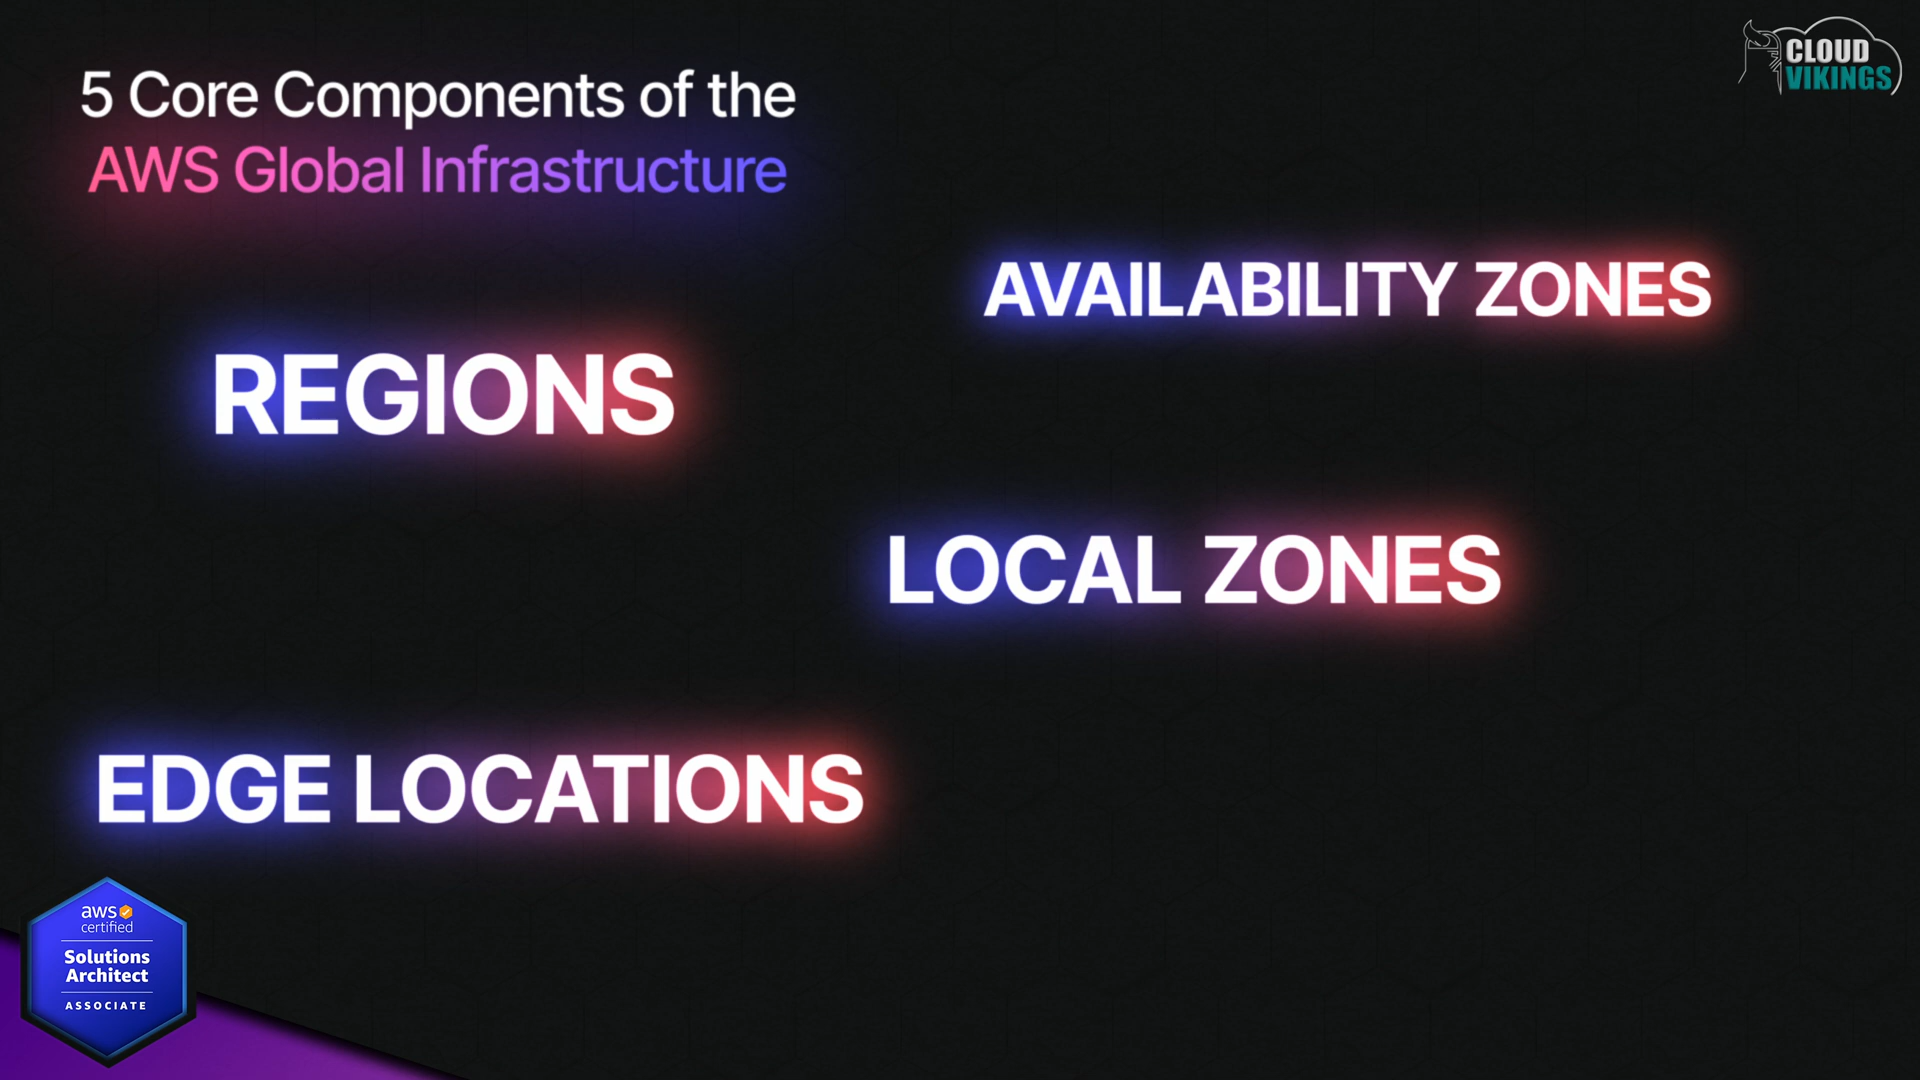 5 Core Components of the
AWS Global Infrastructure
CLOUD
VIKINGS
AVAILABILITY ZONES
REGIONS
LOCAL ZONES
EDGE LOCATIONS
aws
certified
Solutions
Architect
ASSOCIATE